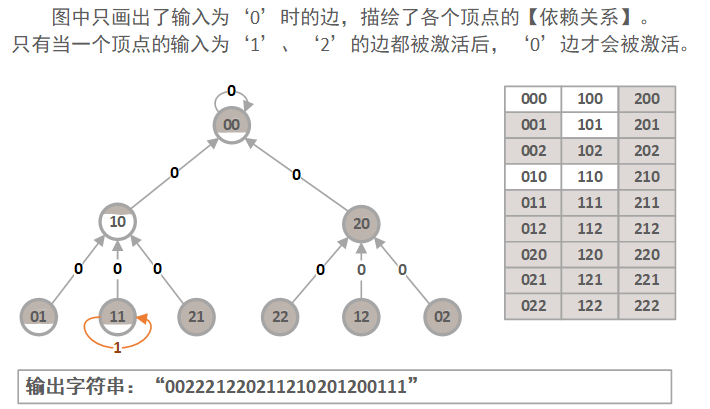 图中只画出了输入为‘0’时的边，描绘了各个顶点的【依赖关系】。
只有当一个顶点的输入为‘1’、‘2’的边都被激活后，‘0’边才会被激活。
0
00
0
0
10
20
0
0
0
0
0
0
01
11
21
22
12
02
1
000 100 200
001 101 201
002 102 202
010 110 210
011 111 211
012 112 212
020 120 220
021 121 221
022 122 222
输出字符串：“002221220211210201200111”